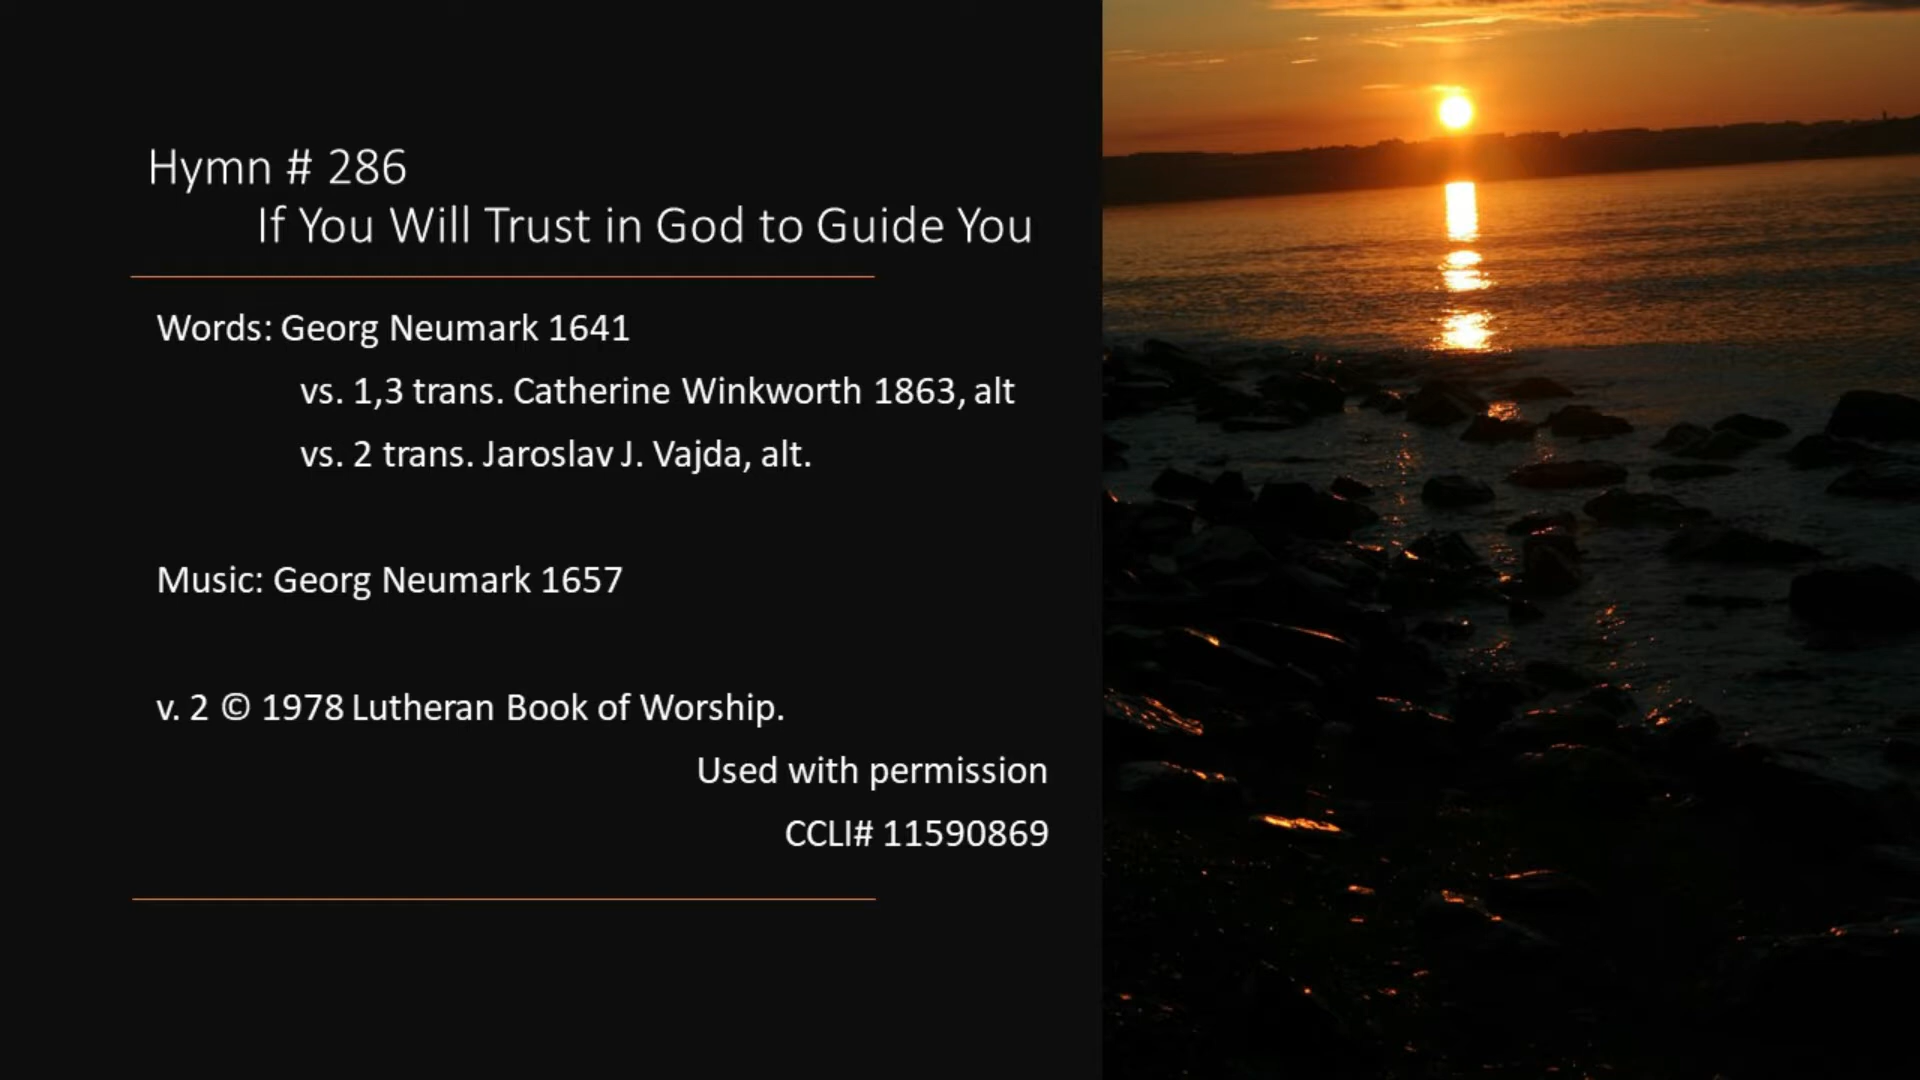 Hymn # 286
If You Will Trust in God to Guide You
Words: Georg Neumark 1641
vs. 1,3 trans. Catherine Winkworth 1863, alt
vs. 2 trans. Jaroslav J. Vajda, alt.
Music: Georg Neumark 1657
v. 2 © 1978 Lutheran Book of Worship.
Used with permission
CCLI# 11590869